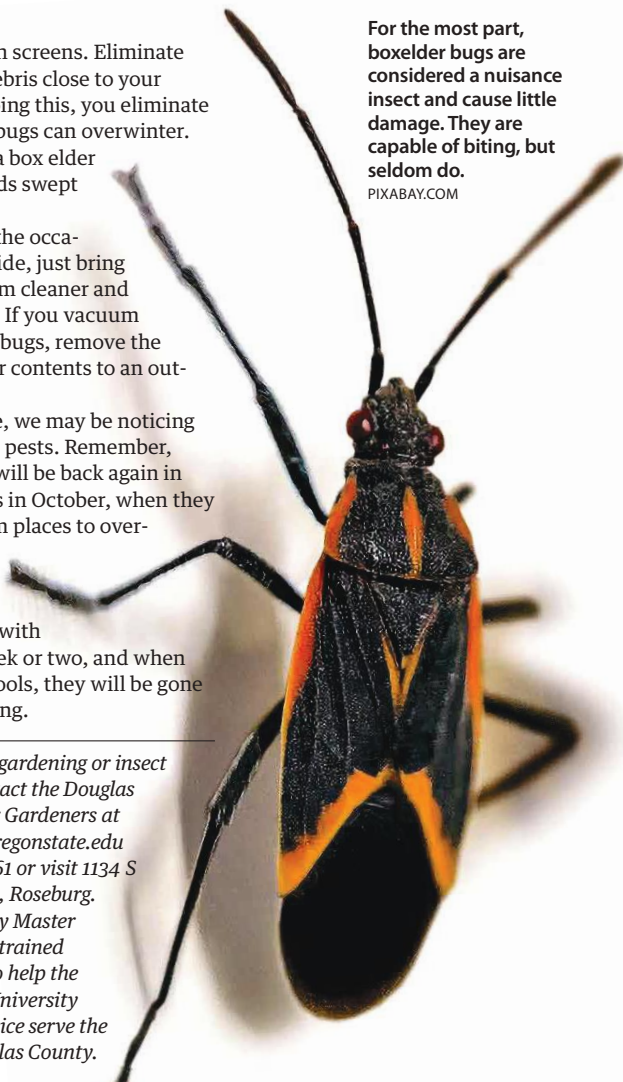 n screens. Eliminate
ebris close to your
ing this, you eliminate
bugs can overwinter.
a box elder
ds swept
the occa-
ide, just bring
m cleaner and
If you vacuum
bugs, remove the
r contents to an out-
e, we may be noticing
pests. Remember,
will be back again in
s in October, when they
n places to over-
with
ek or two, and when
ools, they will be gone
ng.
gardening or insect
act the Douglas
Gardeners at
regonstate.edu
61 or visit 1134 S
, Roseburg.
y Master
trained
o help the
niversity
ice serve the
glas County.
For the most part,
boxelder bugs are
considered a nuisance
insect and cause little
damage. They are
capable of biting, but
seldom do.
PIXABAY.COM